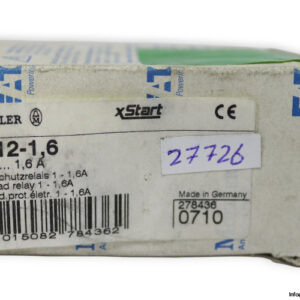 LLER
xStart
CE
12-1,6
... 1,6 A
27726
chutzrelais 1 - 1,6A
ad relay 1 - 1,6A
d.prot.életr. 1 - 1,6A
Made in Germany
278436
0710
015082 784362